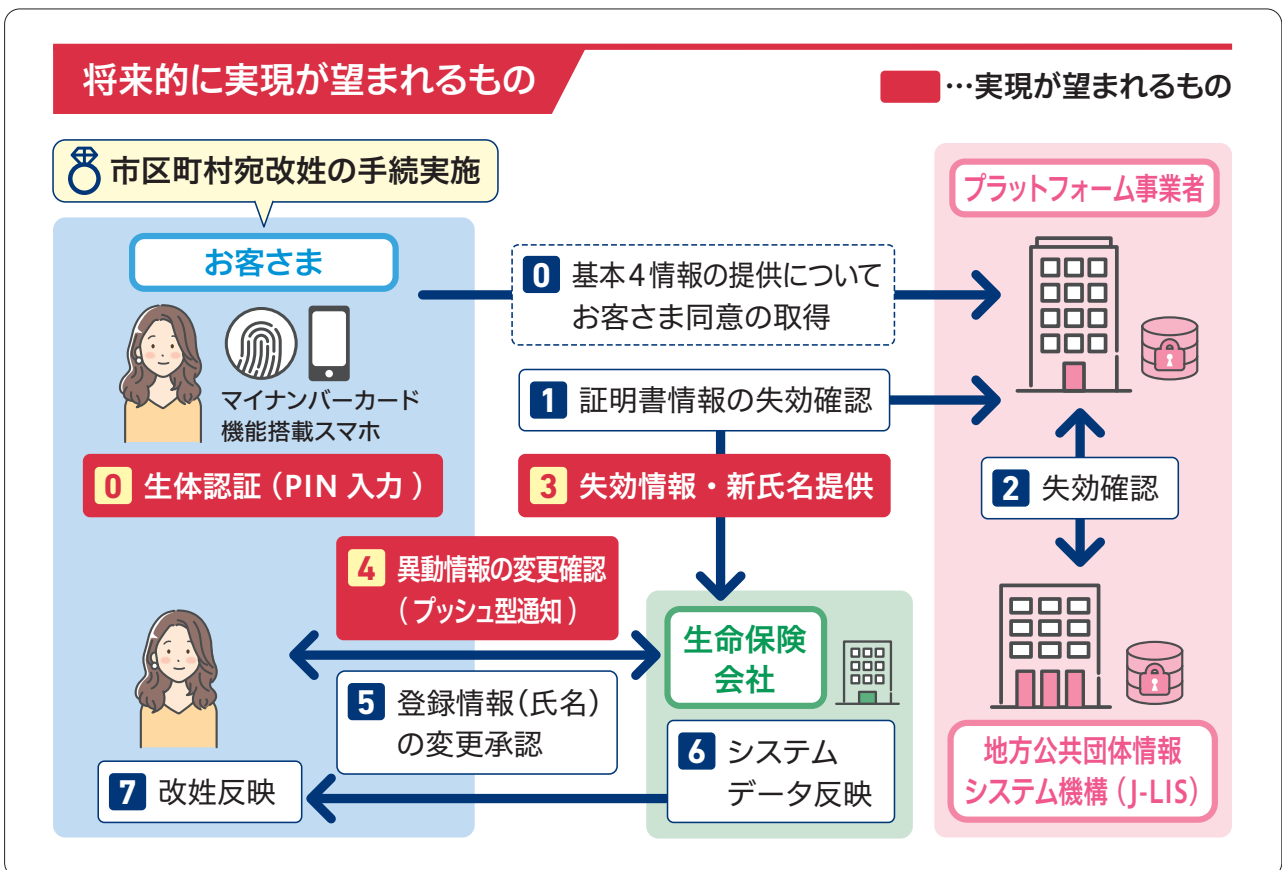 将来的に実現が望まれるもの
…実現が望まれるもの
市区町村宛改姓の手続実施
お客さま
マイナンバーカード
機能搭載スマホ
0 生体認証(PIN 入力)
0 基本4情報の提供について
お客さま同意の取得
プラットフォーム事業者
1 証明書情報の失効確認
2 失効確認
3 失効情報・新氏名提供
4 異動情報の変更確認
(プッシュ型通知)
生命保険
会社
5 登録情報(氏名)
の変更承認
6 システム
データ反映
7 改姓反映
地方公共団体情報
システム機構(J-LIS)